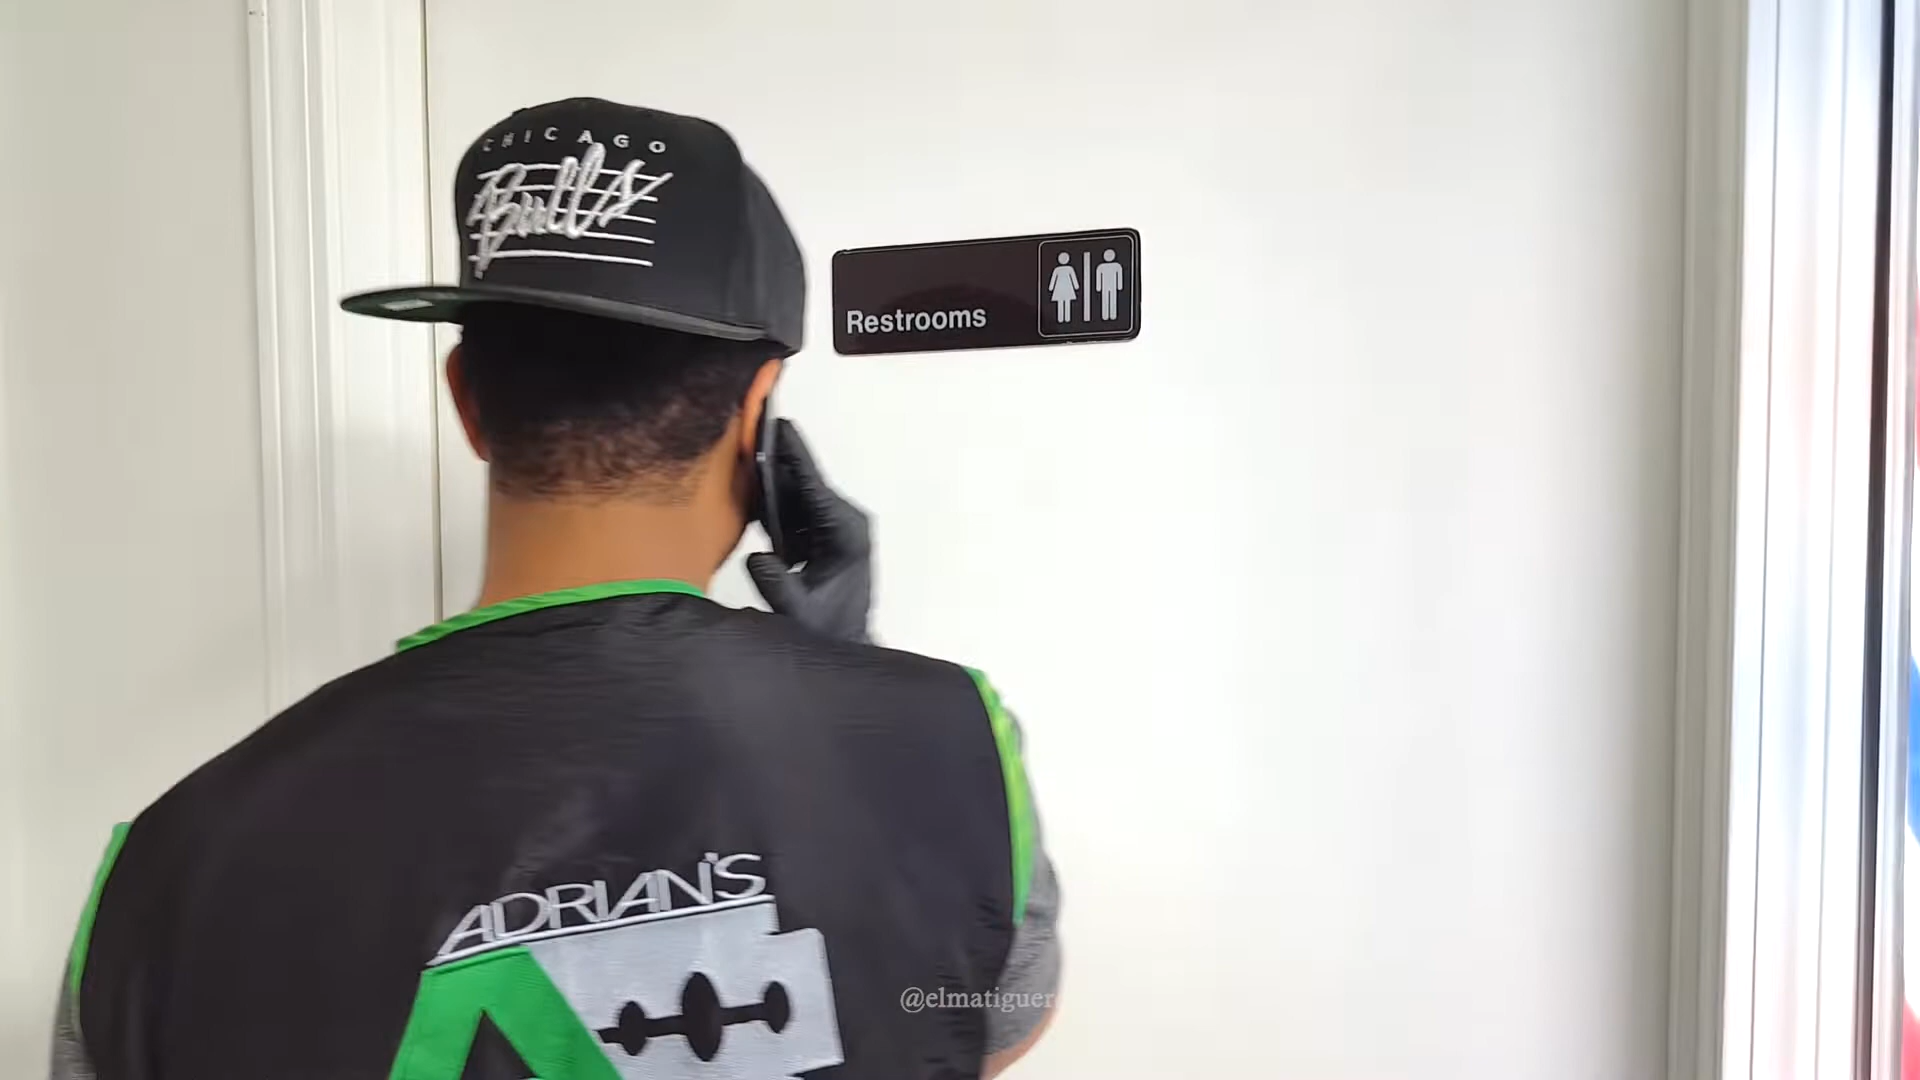 CHICAGO
Bulls
Restrooms
ADRIAN'S
@elmatiguer